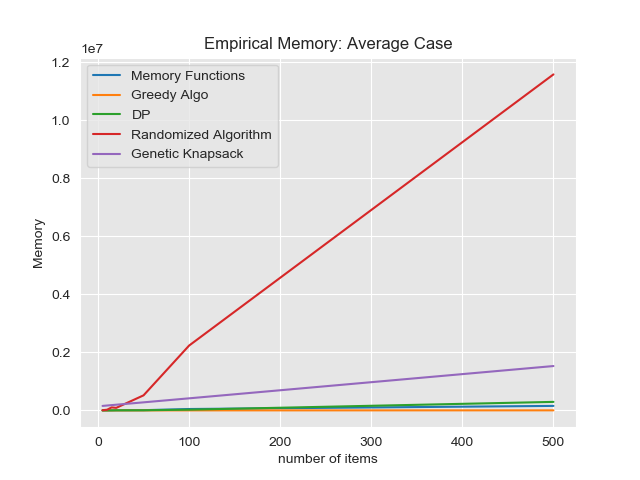 Empirical Memory: Average Case
1e7
1.2
1.0
0.8
0.6
0.4
0.2
0.0
Memory
Memory Functions
Greedy Algo
DP
Randomized Algorithm
Genetic Knapsack
0 100 200 300 400 500
number of items